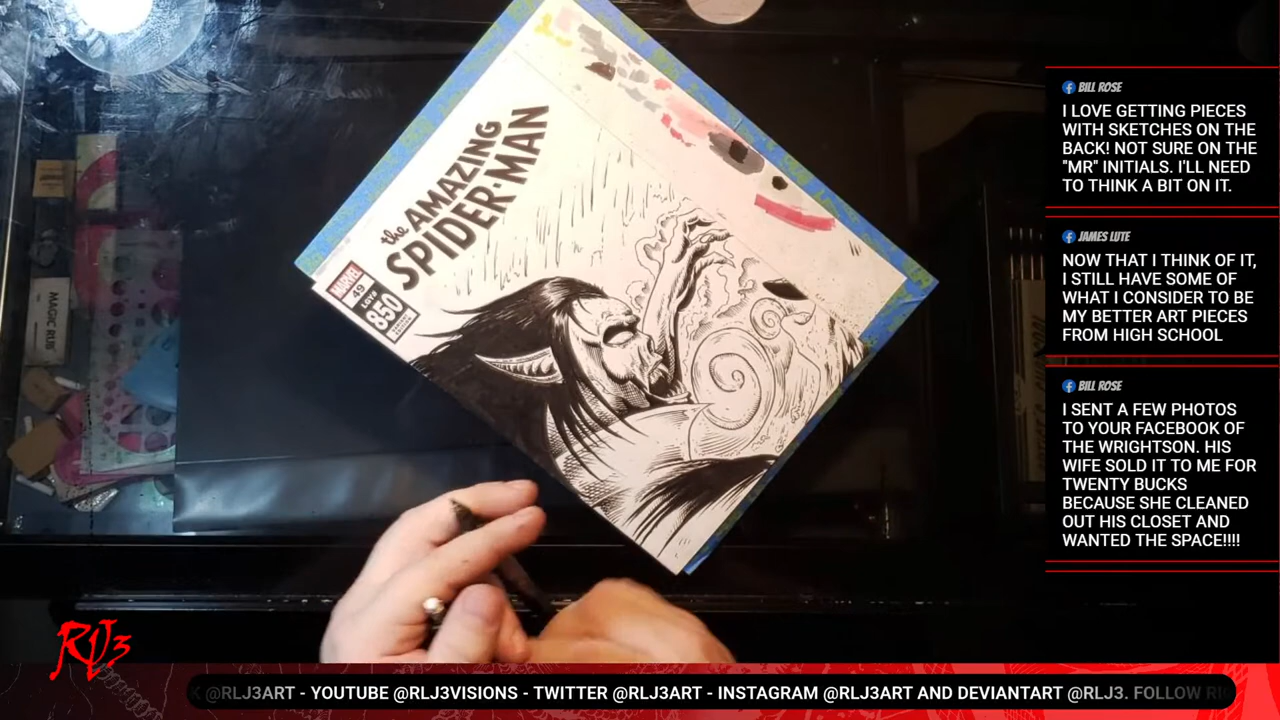 the AMAZING
SPIDER-MAN
MARVEL
49
LGY#
850
VARIANT
EDITION
MAGIC RUB
BILL ROSE
I LOVE GETTING PIECES
WITH SKETCHES ON THE
BACK! NOT SURE ON THE
"MR" INITIALS. I'LL NEED
TO THINK A BIT ON IT.
JAMES LUTE
NOW THAT I THINK OF IT,
I STILL HAVE SOME OF
WHAT I CONSIDER TO BE
MY BETTER ART PIECES
FROM HIGH SCHOOL
BILL ROSE
I SENT A FEW PHOTOS
TO YOUR FACEBOOK OF
THE WRIGHTSON. HIS
WIFE SOLD IT TO ME FOR
TWENTY BUCKS
BECAUSE SHE CLEANED
OUT HIS CLOSET AND
WANTED THE SPACE!!!!
RLJ3
@RLJ3ART - YOUTUBE @RLJ3VISIONS - TWITTER @RLJ3ART - INSTAGRAM @RLJ3ART AND DEVIANTART @RLJ3. FOLLOW